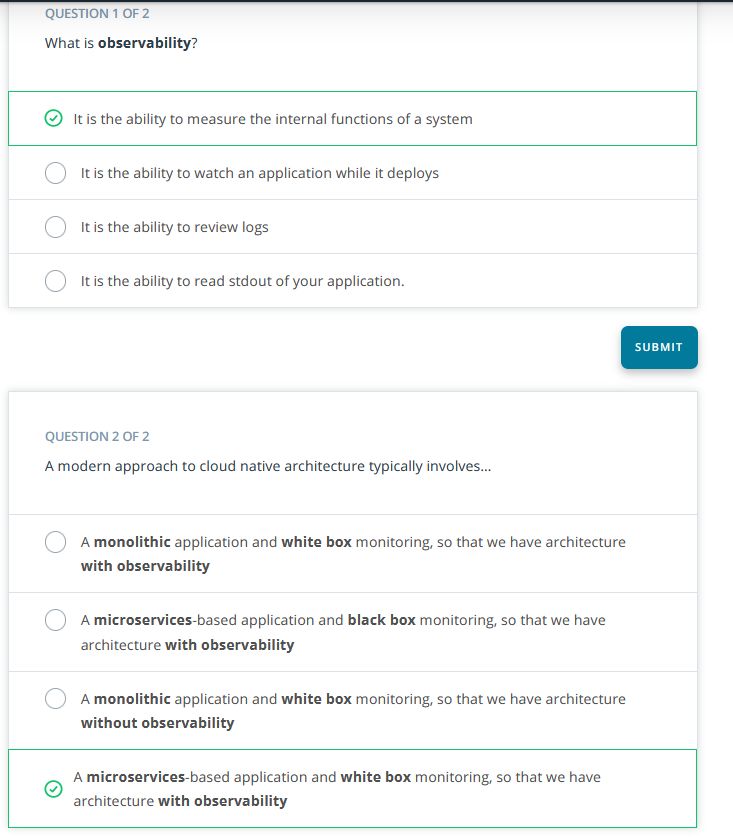 QUESTION 1 OF 2
What is observability?
It is the ability to measure the internal functions of a system
It is the ability to watch an application while it deploys
It is the ability to review logs
It is the ability to read stdout of your application.
SUBMIT
QUESTION 2 OF 2
A modern approach to cloud native architecture typically involves...
A monolithic application and white box monitoring, so that we have architecture
with observability
A microservices-based application and black box monitoring, so that we have
architecture with observability
A monolithic application and white box monitoring, so that we have architecture
without observability
A microservices-based application and white box monitoring, so that we have
architecture with observability